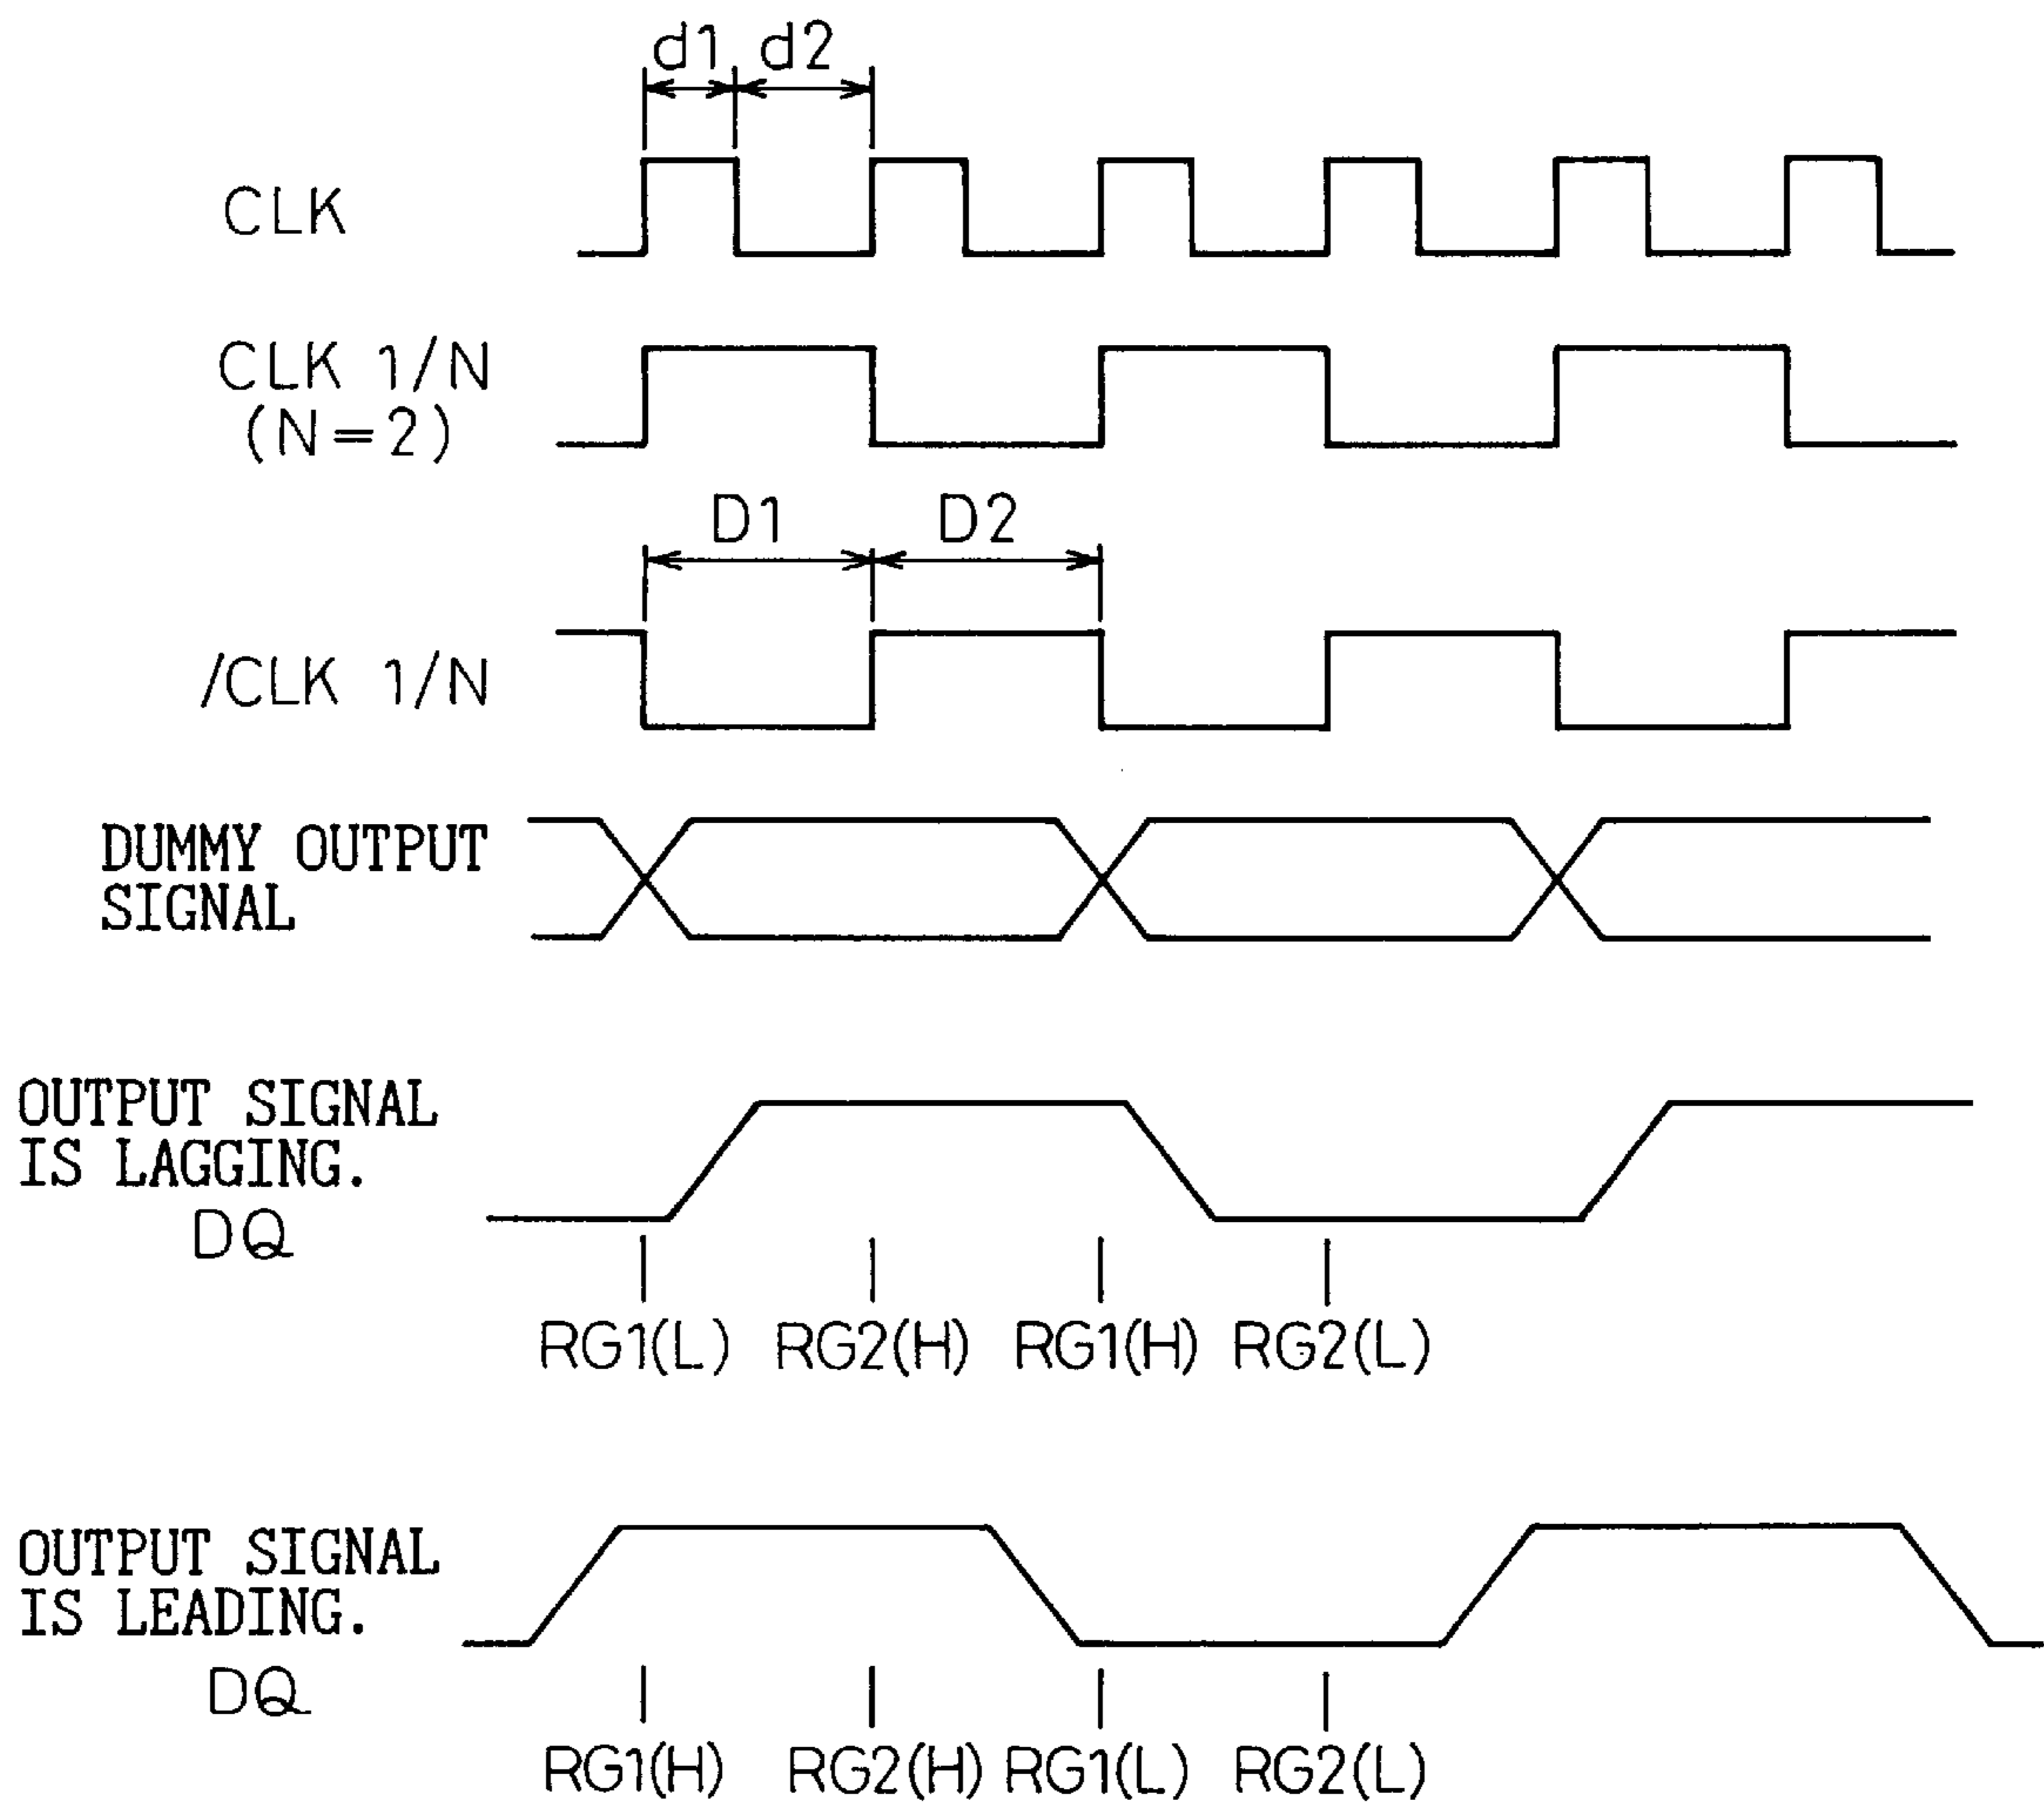 d1 d2
CLK
CLK 1/N
(N=2)
D1 D2
/CLK 1/N
DUMMY OUTPUT
SIGNAL
OUTPUT SIGNAL
IS LAGGING.
DQ
RG1(L) RG2(H) RG1(H) RG2(L)
OUTPUT SIGNAL
IS LEADING.
DQ
RG1(H) RG2(H) RG1(L) RG2(L)